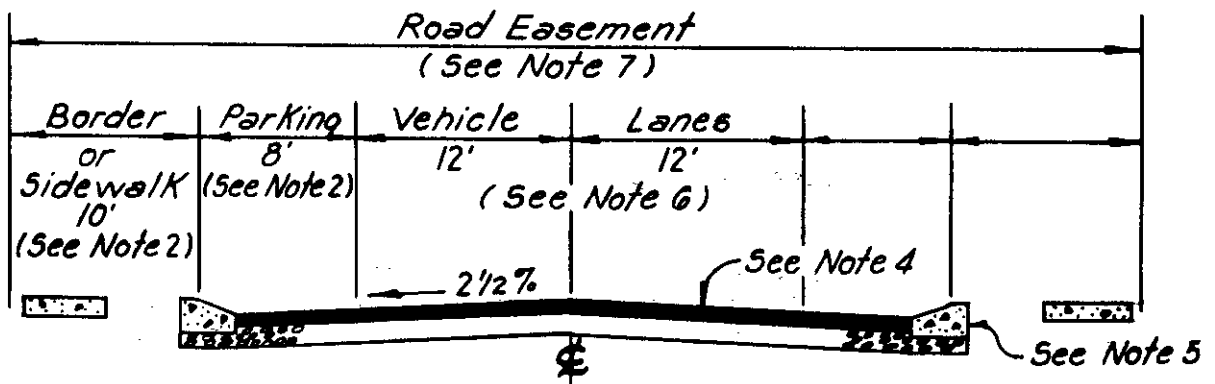 Road Easement
(See Note 7)
Border Parking Vehicle Lanes
or 8' 12' 12'
Sidewalk (See Note 2) (See Note 6)
10'
(See Note 2)
See Note 4
2 1/2 %
See Note 5
℄